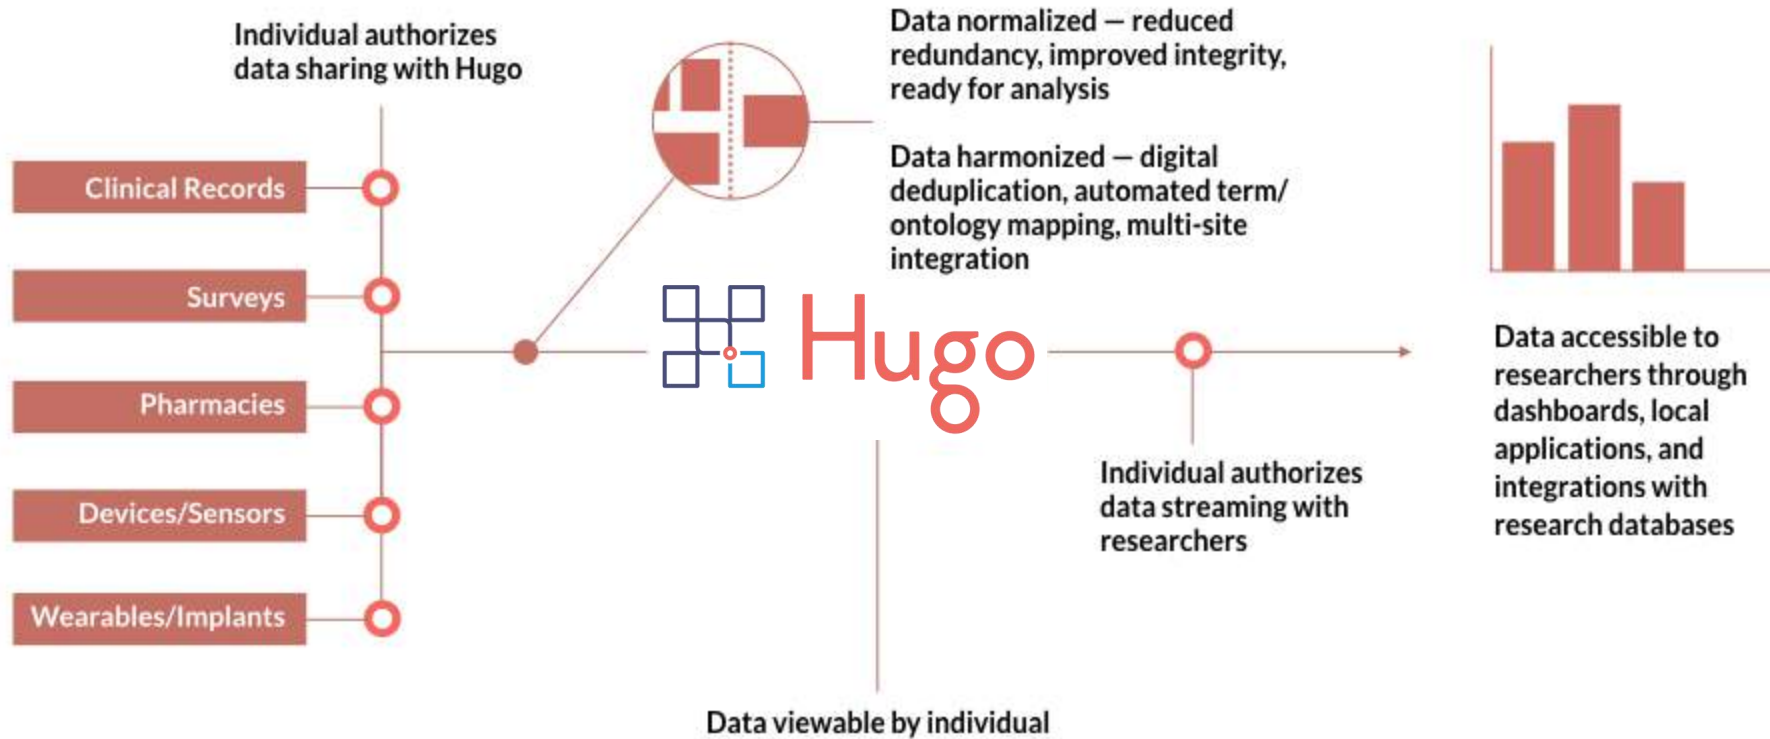 Individual authorizes
data sharing with Hugo
Clinical Records
Surveys
Pharmacies
Devices/Sensors
Wearables/Implants
Data normalized — reduced
redundancy, improved integrity,
ready for analysis
Data harmonized — digital
deduplication, automated term/
ontology mapping, multi-site
integration
Hugo
Data viewable by individual
Individual authorizes
data streaming with
researchers
Data accessible to
researchers through
dashboards, local
applications, and
integrations with
research databases